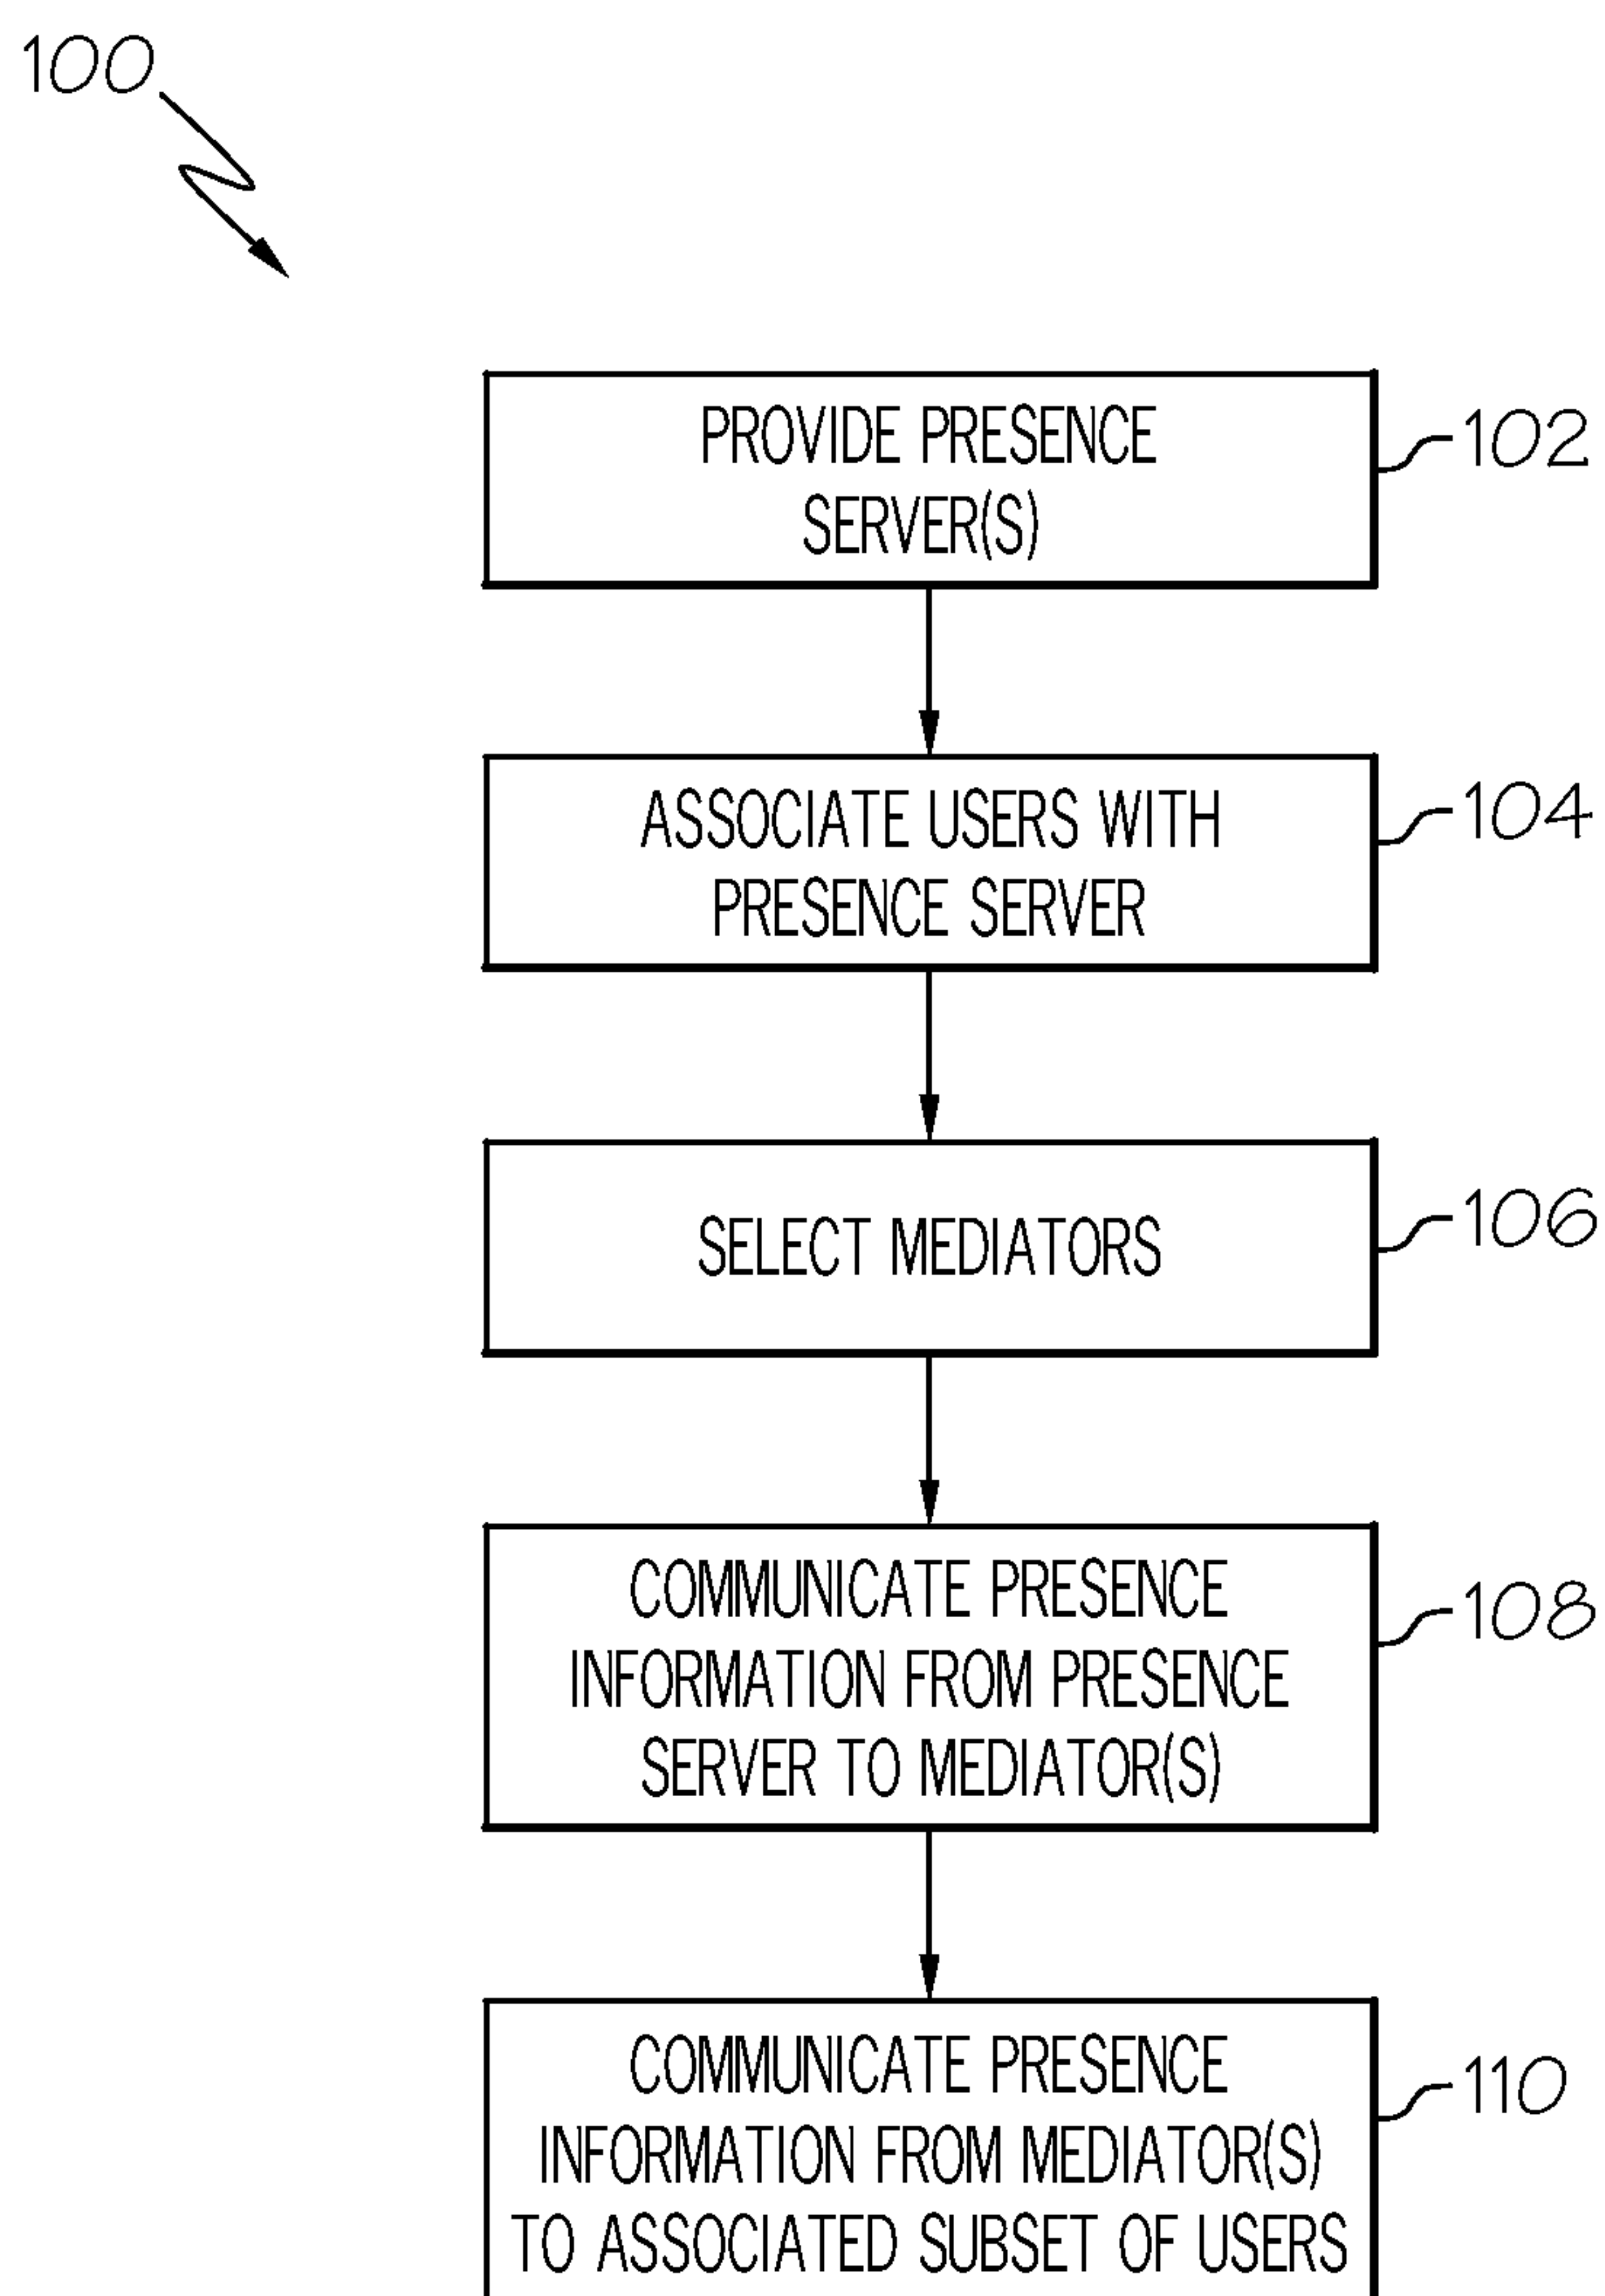 100
PROVIDE PRESENCE
SERVER(S)
102
ASSOCIATE USERS WITH
PRESENCE SERVER
104
SELECT MEDIATORS
106
COMMUNICATE PRESENCE
INFORMATION FROM PRESENCE
SERVER TO MEDIATOR(S)
108
COMMUNICATE PRESENCE
INFORMATION FROM MEDIATOR(S)
TO ASSOCIATED SUBSET OF USERS
110